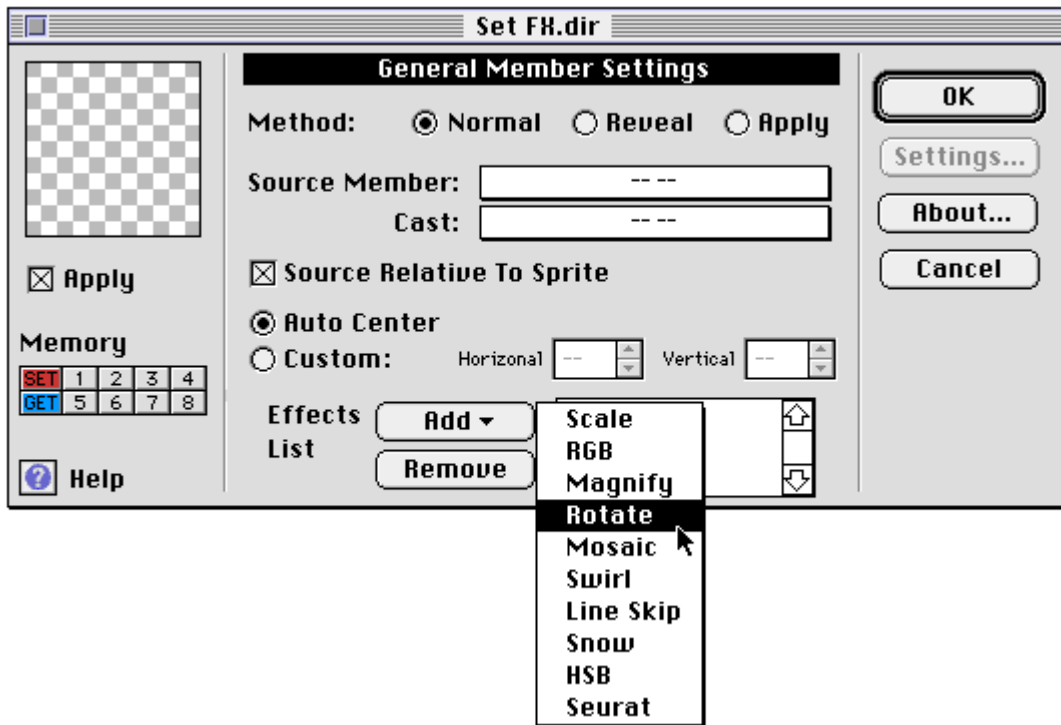 Set FX.dir
General Member Settings
Method: Normal Reveal Apply
Source Member: -- --
Cast: -- --
Source Relative To Sprite
Auto Center
Custom: Horizonal -- Vertical --
Effects List
Add
Remove
Scale
RGB
Magnify
Rotate
Mosaic
Swirl
Line Skip
Snow
HSB
Seurat
Apply
Memory
SET 1 2 3 4
GET 5 6 7 8
? Help
OK
Settings...
About...
Cancel